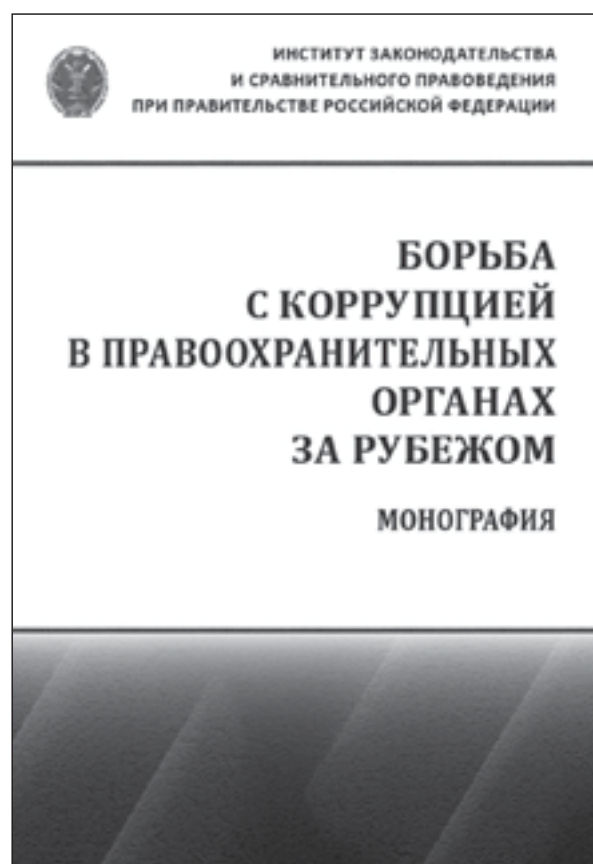 ИНСТИТУТ ЗАКОНОДАТЕЛЬСТВА
И СРАВНИТЕЛЬНОГО ПРАВОВЕДЕНИЯ
ПРИ ПРАВИТЕЛЬСТВЕ РОССИЙСКОЙ ФЕДЕРАЦИИ
БОРЬБА
С КОРРУПЦИЕЙ
В ПРАВООХРАНИТЕЛЬНЫХ
ОРГАНАХ
ЗА РУБЕЖОМ
МОНОГРАФИЯ